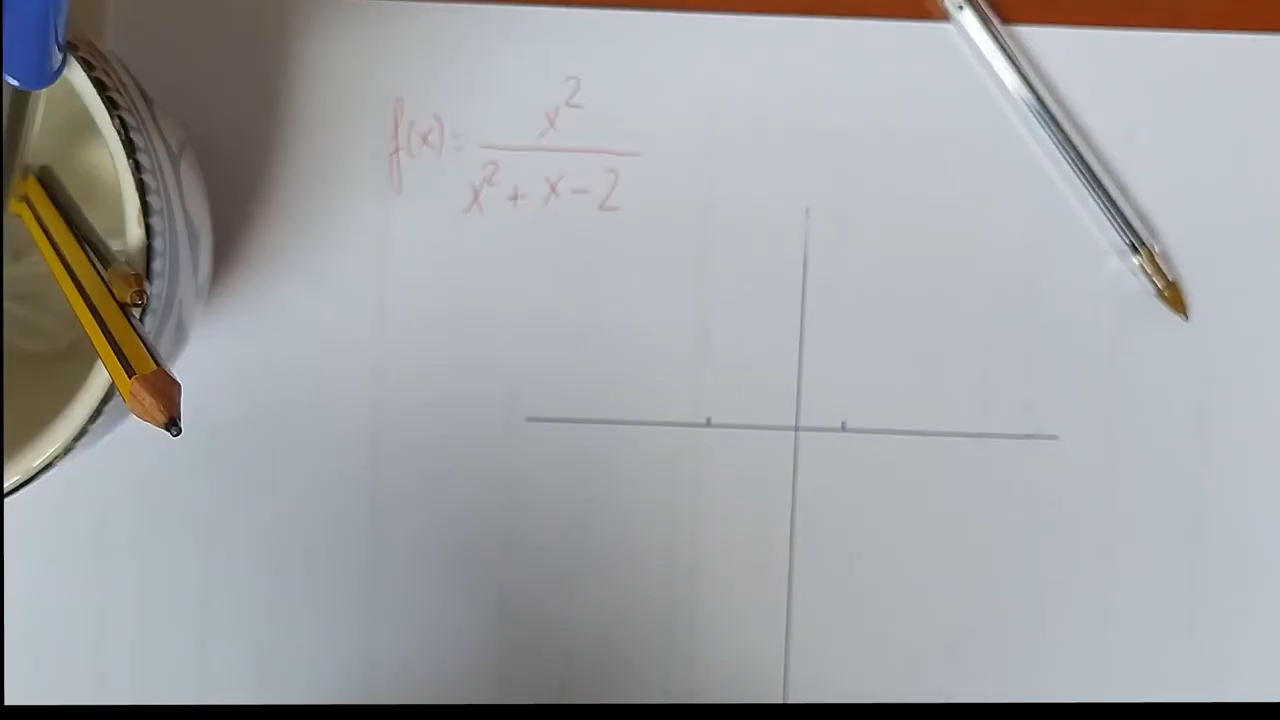 f(x) = x² / x² + x - 2